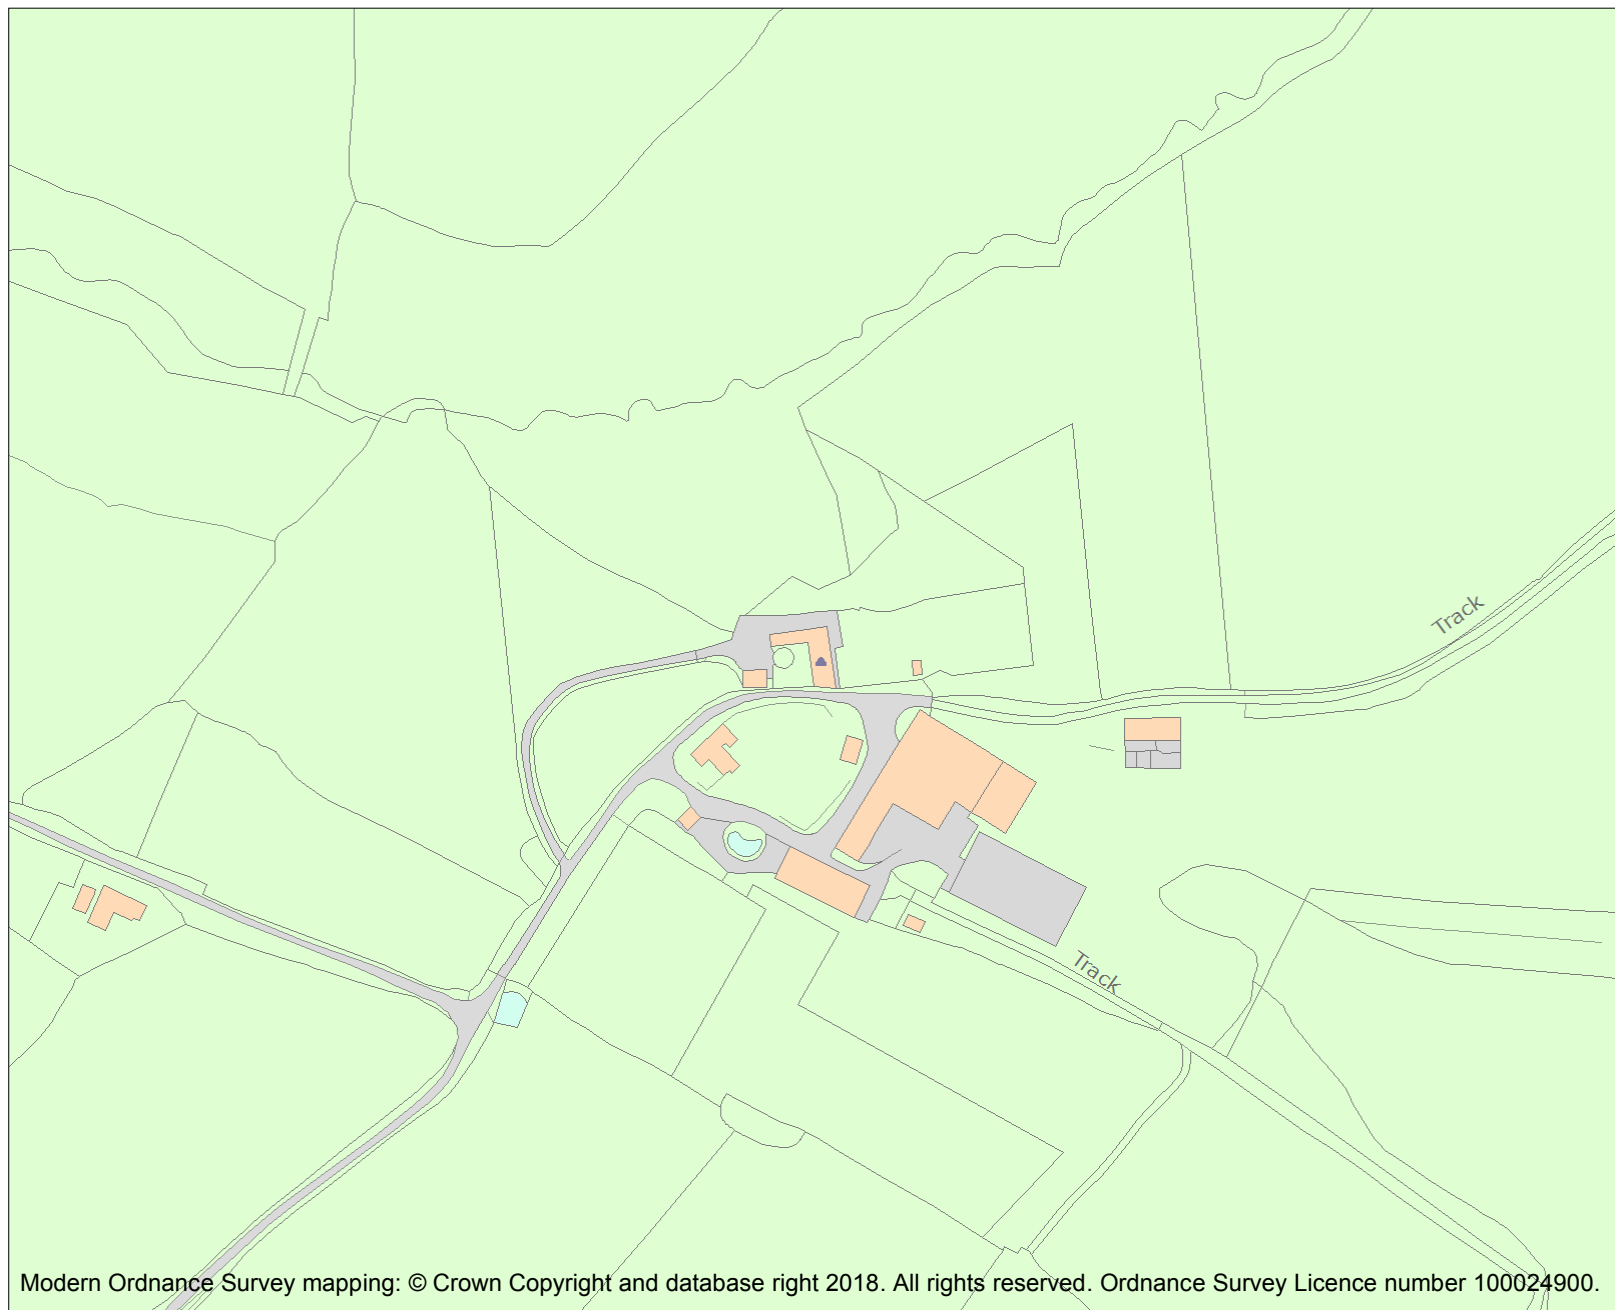 Track
Track
Modern Ordnance Survey mapping: © Crown Copyright and database right 2018. All rights reserved. Ordnance Survey Licence number 100024900.